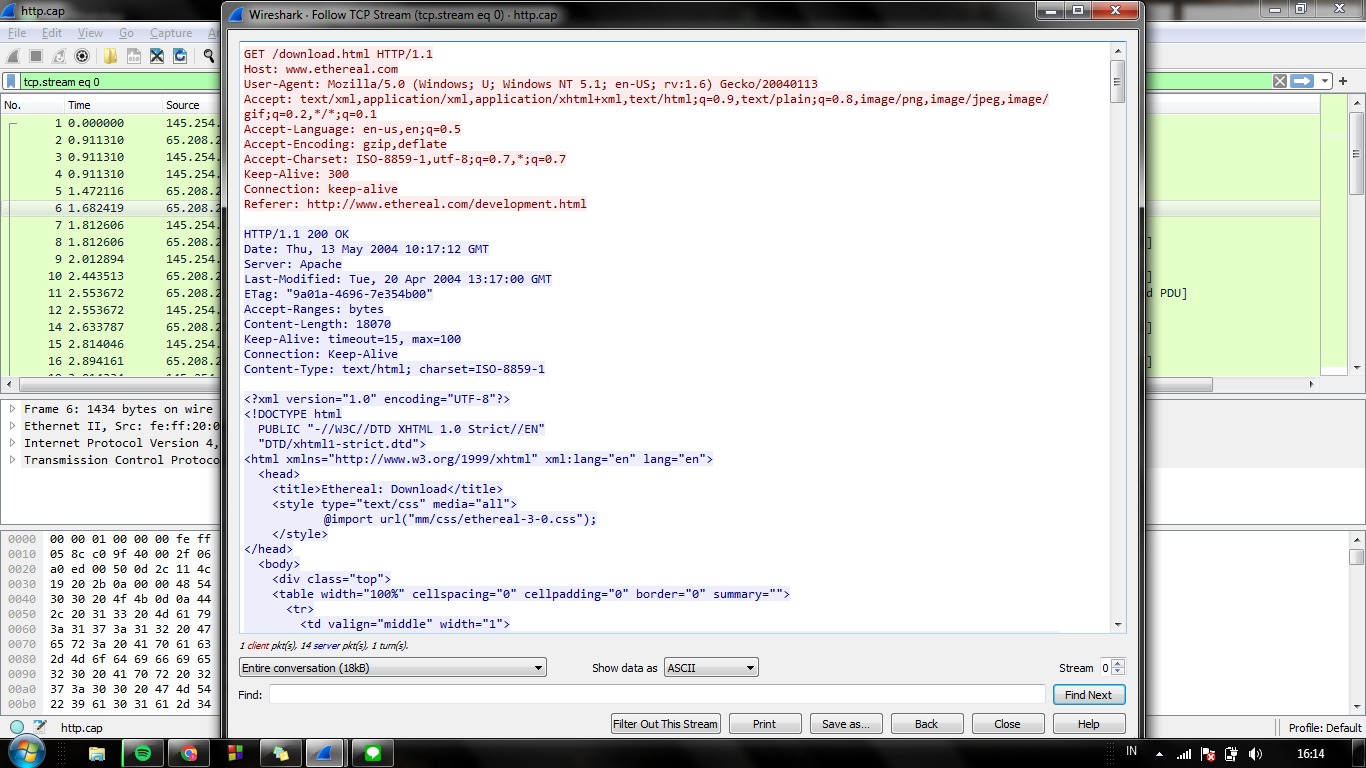 http.cap
File Edit View Go Capture
tcp.stream eq 0
No. Time Source
1 0.000000 145.254.
2 0.911310 65.208.2
3 0.911310 145.254.
4 0.911310 145.254.
5 1.472116 65.208.2
6 1.682419 65.208.2
7 1.812606 145.254.
8 1.812606 65.208.2
9 2.012894 145.254.
10 2.443513 65.208.2
11 2.553672 65.208.2
12 2.553672 145.254.
14 2.633787 65.208.2
15 2.814046 145.254.
16 2.894161 65.208.2
]
]
d PDU]
]
]
Frame 6: 1434 bytes on wire
Ethernet II, Src: fe:ff:20:0
Internet Protocol Version 4,
Transmission Control Protoco
0000 00 00 01 00 00 00 fe ff
0010 05 8c c0 9f 40 00 2f 06
0020 a0 ed 00 50 0d 2c 11 4c
0030 19 20 2b 0a 00 00 48 54
0040 30 30 20 4f 4b 0d 0a 44
0050 2c 20 31 33 20 4d 61 79
0060 3a 31 37 3a 31 32 20 47
0070 65 72 3a 20 41 70 61 63
0080 2d 4d 6f 64 69 66 69 65
0090 32 30 20 41 70 72 20 32
00a0 37 3a 30 30 20 47 4d 54
00b0 22 39 61 30 31 61 2d 34
http.cap
Profile: Default
Wireshark · Follow TCP Stream (tcp.stream eq 0) · http.cap
GET /download.html HTTP/1.1
Host: www.ethereal.com
User-Agent: Mozilla/5.0 (Windows; U; Windows NT 5.1; en-US; rv:1.6) Gecko/20040113
Accept: text/xml,application/xml,application/xhtml+xml,text/html;q=0.9,text/plain;q=0.8,image/png,image/jpeg,image/
gif;q=0.2,*/*;q=0.1
Accept-Language: en-us,en;q=0.5
Accept-Encoding: gzip,deflate
Accept-Charset: ISO-8859-1,utf-8;q=0.7,*;q=0.7
Keep-Alive: 300
Connection: keep-alive
Referer: http://www.ethereal.com/development.html
HTTP/1.1 200 OK
Date: Thu, 13 May 2004 10:17:12 GMT
Server: Apache
Last-Modified: Tue, 20 Apr 2004 13:17:00 GMT
ETag: "9a01a-4696-7e354b00"
Accept-Ranges: bytes
Content-Length: 18070
Keep-Alive: timeout=15, max=100
Connection: Keep-Alive
Content-Type: text/html; charset=ISO-8859-1
<?xml version="1.0" encoding="UTF-8"?>
<!DOCTYPE html
PUBLIC "-//W3C//DTD XHTML 1.0 Strict//EN"
"DTD/xhtml1-strict.dtd">
<html xmlns="http://www.w3.org/1999/xhtml" xml:lang="en" lang="en">
<head>
<title>Ethereal: Download</title>
<style type="text/css" media="all">
@import url("mm/css/ethereal-3-0.css");
</style>
</head>
<body>
<div class="top">
<table width="100%" cellspacing="0" cellpadding="0" border="0" summary="">
<tr>
<td valign="middle" width="1">
1 client pkt(s), 14 server pkt(s), 1 turn(s).
Entire conversation (18kB) Show data as ASCII Stream 0
Find: Find Next
Filter Out This Stream Print Save as... Back Close Help
IN 16:14